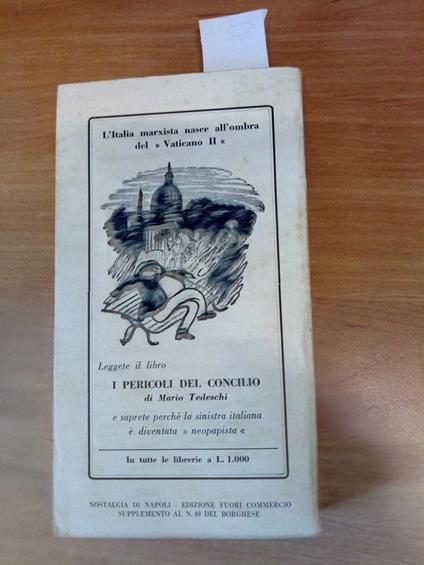 L'Italia marxista nasce all'ombra
del » Vaticano II «
Leggete il libro
I PERICOLI DEL CONCILIO
di Mario Tedeschi
e saprete perchè la sinistra italiana
è diventata » neopapista «
In tutte le librerie a L. 1.000
NOSTALGIA DI NAPOLI - EDIZIONE FUORI COMMERCIO
SUPPLEMENTO AL N. 49 DEL BORGHESE